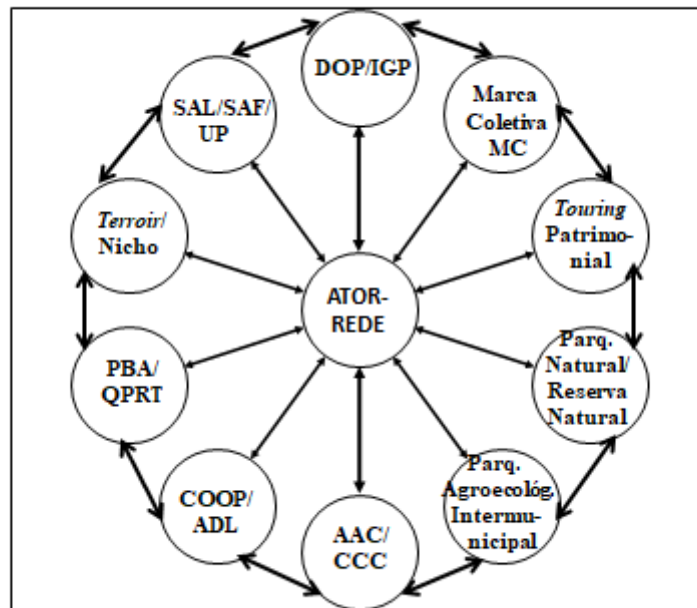 DOP/IGP
Marca
Coletiva
MC
Touring
Patrimo-
nial
Parq.
Natural/
Reserva
Natural
Parq.
Agroecológ.
Intermu-
nicipal
AAC/
CCC
COOP/
ADL
PBA/
QPRT
Terroir/
Nicho
SAL/SAF/
UP
ATOR-
REDE